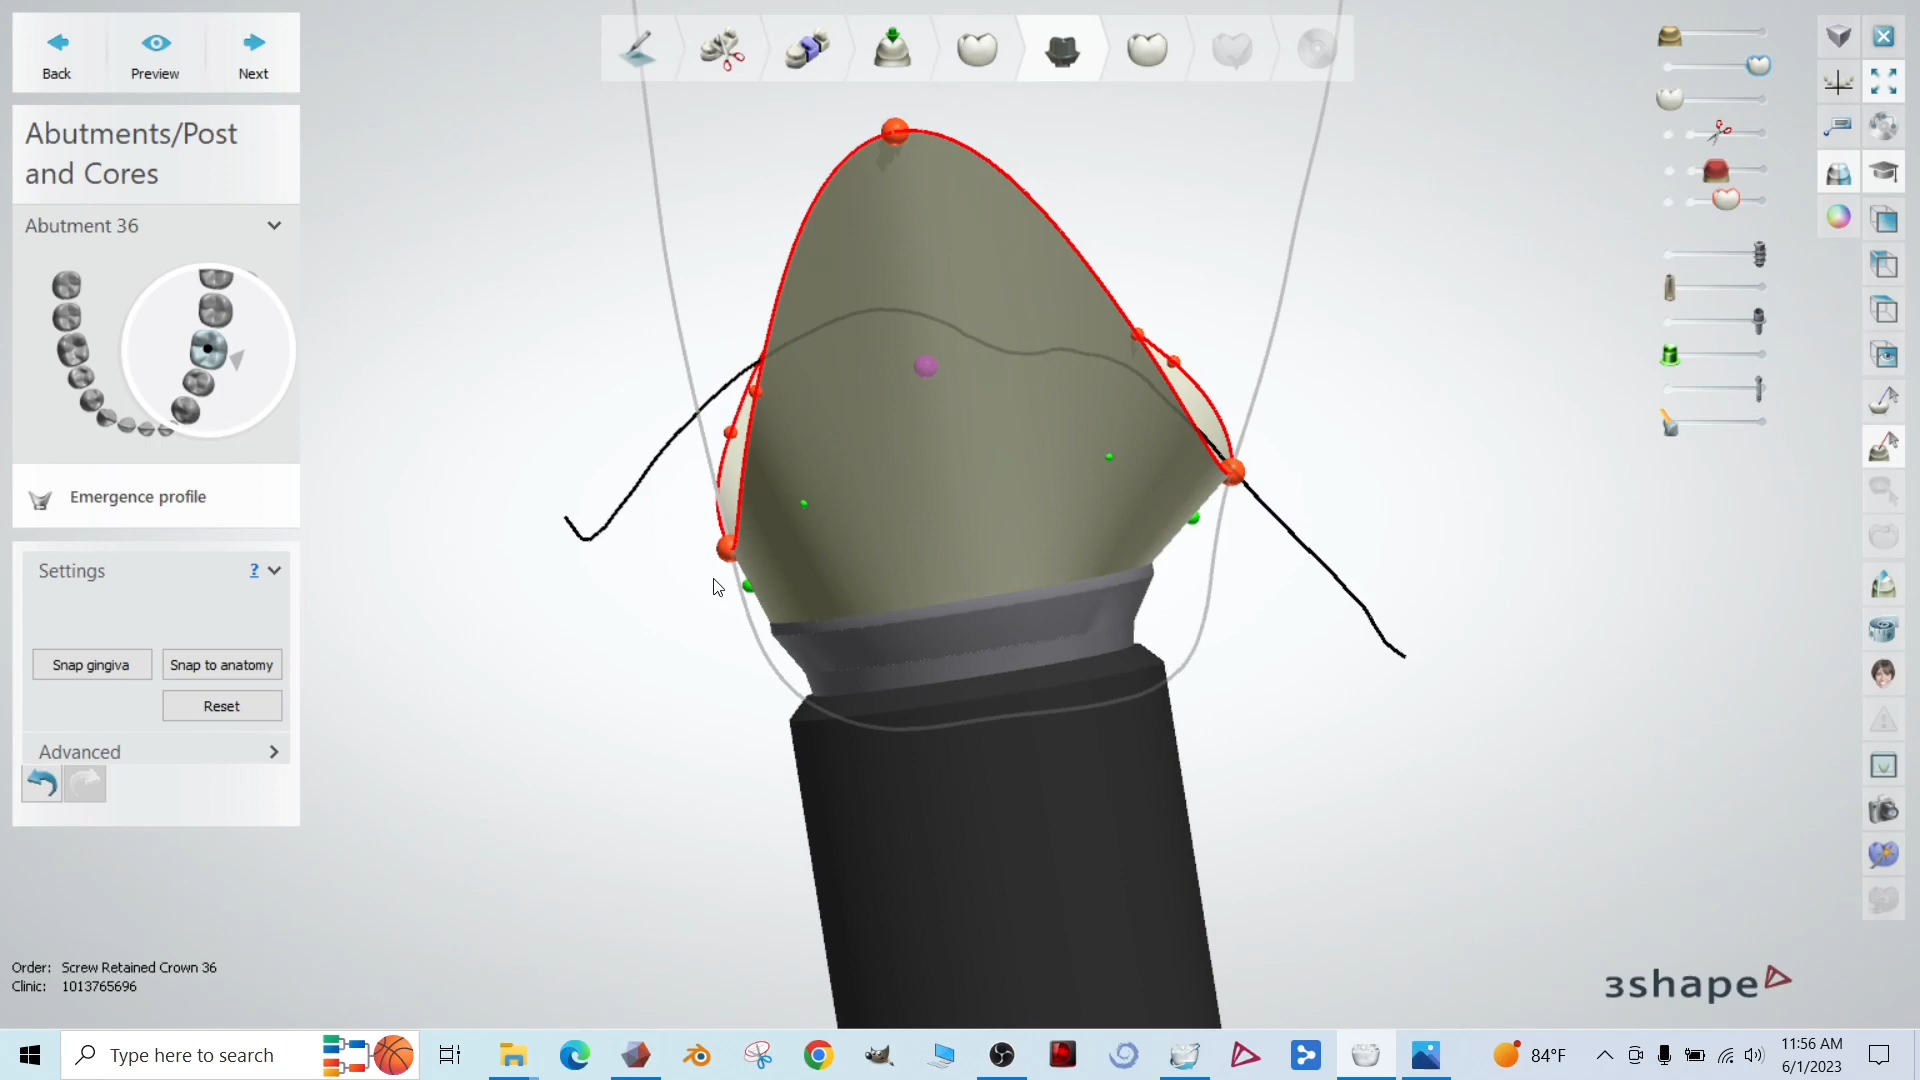 Back
Preview
Next
Abutments/Post
and Cores
Abutment 36
Emergence profile
Settings
?
Snap gingiva
Snap to anatomy
Reset
Advanced
Order: Screw Retained Crown 36
Clinic: 1013765696
3shape
Type here to search
84°F
11:56 AM
6/1/2023